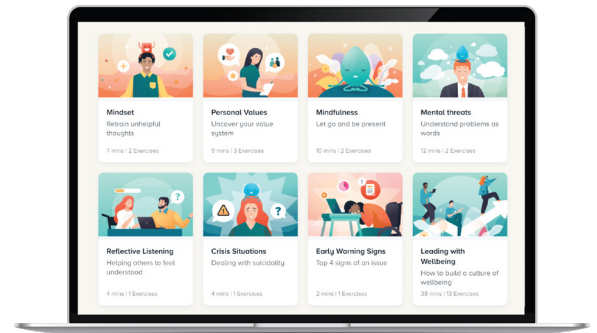 Mindset
Retrain unhelpful
thoughts
7 mins | 2 Exercises
Personal Values
Uncover your value
system
9 mins | 3 Exercises
Mindfulness
Let go and be present
10 mins | 2 Exercises
Mental threats
Understand problems as
words
12 mins | 2 Exercises
Reflective Listening
Helping others to feel
understood
4 mins | 1 Exercises
Crisis Situations
Dealing with suicidality
4 mins | 1 Exercises
Early Warning Signs
Top 4 signs of an issue
2 mins | 1 Exercises
Leading with
Wellbeing
How to build a culture of
wellbeing
38 mins | 13 Exercises